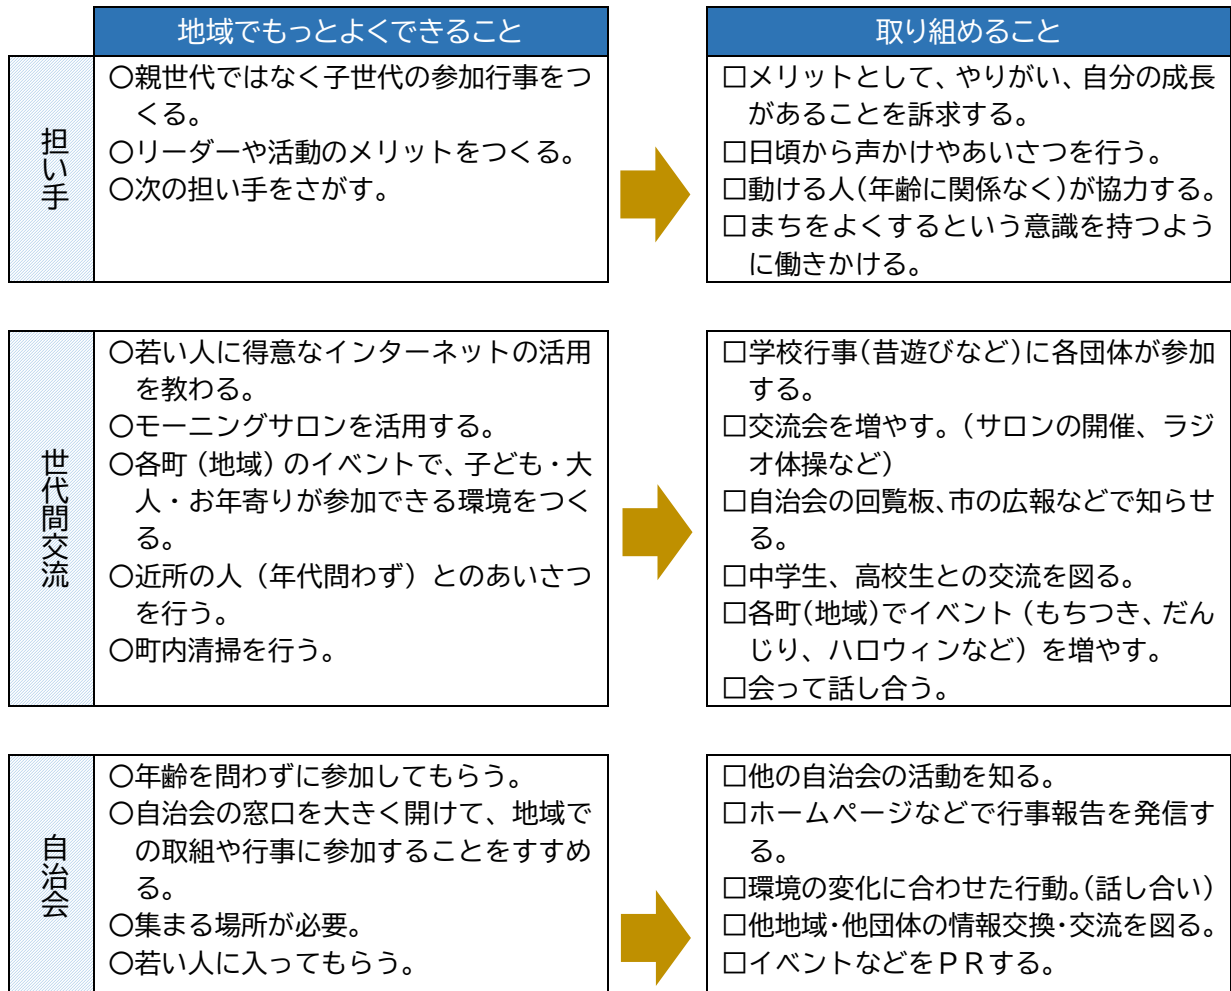 地域でもっとよくできること
取り組めること
担い手
〇親世代ではなく子世代の参加行事をつ
くる。
〇リーダーや活動のメリットをつくる。
〇次の担い手をさがす。
□メリットとして、やりがい、自分の成長
があることを訴求する。
□日頃から声かけやあいさつを行う。
□動ける人(年齢に関係なく)が協力する。
□まちをよくするという意識を持つよう
に働きかける。
世代間交流
〇若い人に得意なインターネットの活用
を教わる。
〇モーニングサロンを活用する。
〇各町（地域）のイベントで、子ども・大
人・お年寄りが参加できる環境をつく
る。
〇近所の人（年代問わず）とのあいさつ
を行う。
〇町内清掃を行う。
□学校行事(昔遊びなど)に各団体が参加
する。
□交流会を増やす。（サロンの開催、ラジ
オ体操など）
□自治会の回覧板、市の広報などで知らせ
る。
□中学生、高校生との交流を図る。
□各町(地域)でイベント（もちつき、だん
じり、ハロウィンなど）を増やす。
□会って話し合う。
自治会
〇年齢を問わずに参加してもらう。
〇自治会の窓口を大きく開けて、地域で
の取組や行事に参加することをすすめ
る。
〇集まる場所が必要。
〇若い人に入ってもらう。
□他の自治会の活動を知る。
□ホームページなどで行事報告を発信す
る。
□環境の変化に合わせた行動。(話し合い)
□他地域・他団体の情報交換・交流を図る。
□イベントなどをＰＲする。